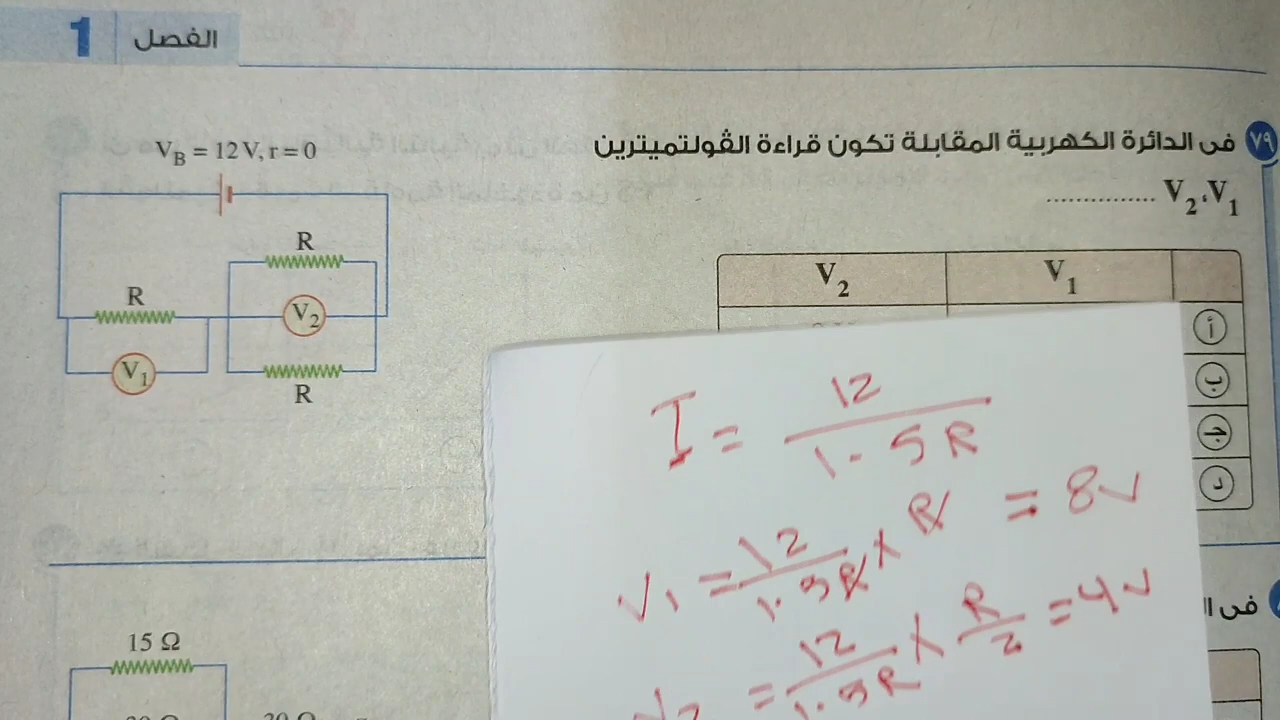 الفصل 1
٧٩ فى الدائرة الكهربية المقابلة تكون قراءة الڤولتميترين
V₁ ، V₂ ...............
V_B = 12 V, r = 0
R
R
V₂
V₁
R
V₂ V₁
أ
ب
ج
د
I = 12 / 1.5R
V₁ = 12 / 1.5R × R = 8v
V₂ = 12 / 1.5R × R / 2 = 4v
فى ال
15 Ω